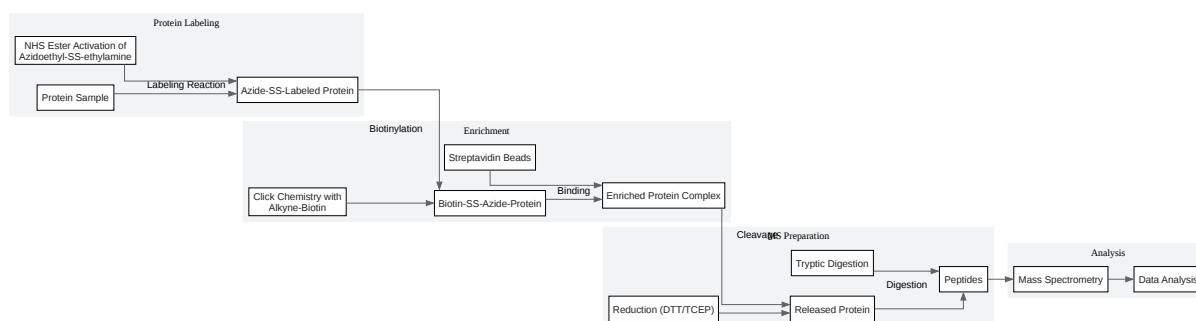 Protein Labeling
NHS Ester Activation of
Azidoethyl-SS-ethylamine
Labeling Reaction
Azide-SS-Labeled Protein
Protein Sample
Biotinylation
Enrichment
Streptavidin Beads
Click Chemistry with
Alkyne-Biotin
Biotin-SS-Azide-Protein
Binding
Enriched Protein Complex
Cleavage
MS Preparation
Tryptic Digestion
Digestion
Peptides
Reduction (DTT/TCEP)
Released Protein
Analysis
Mass Spectrometry
Data Analysis